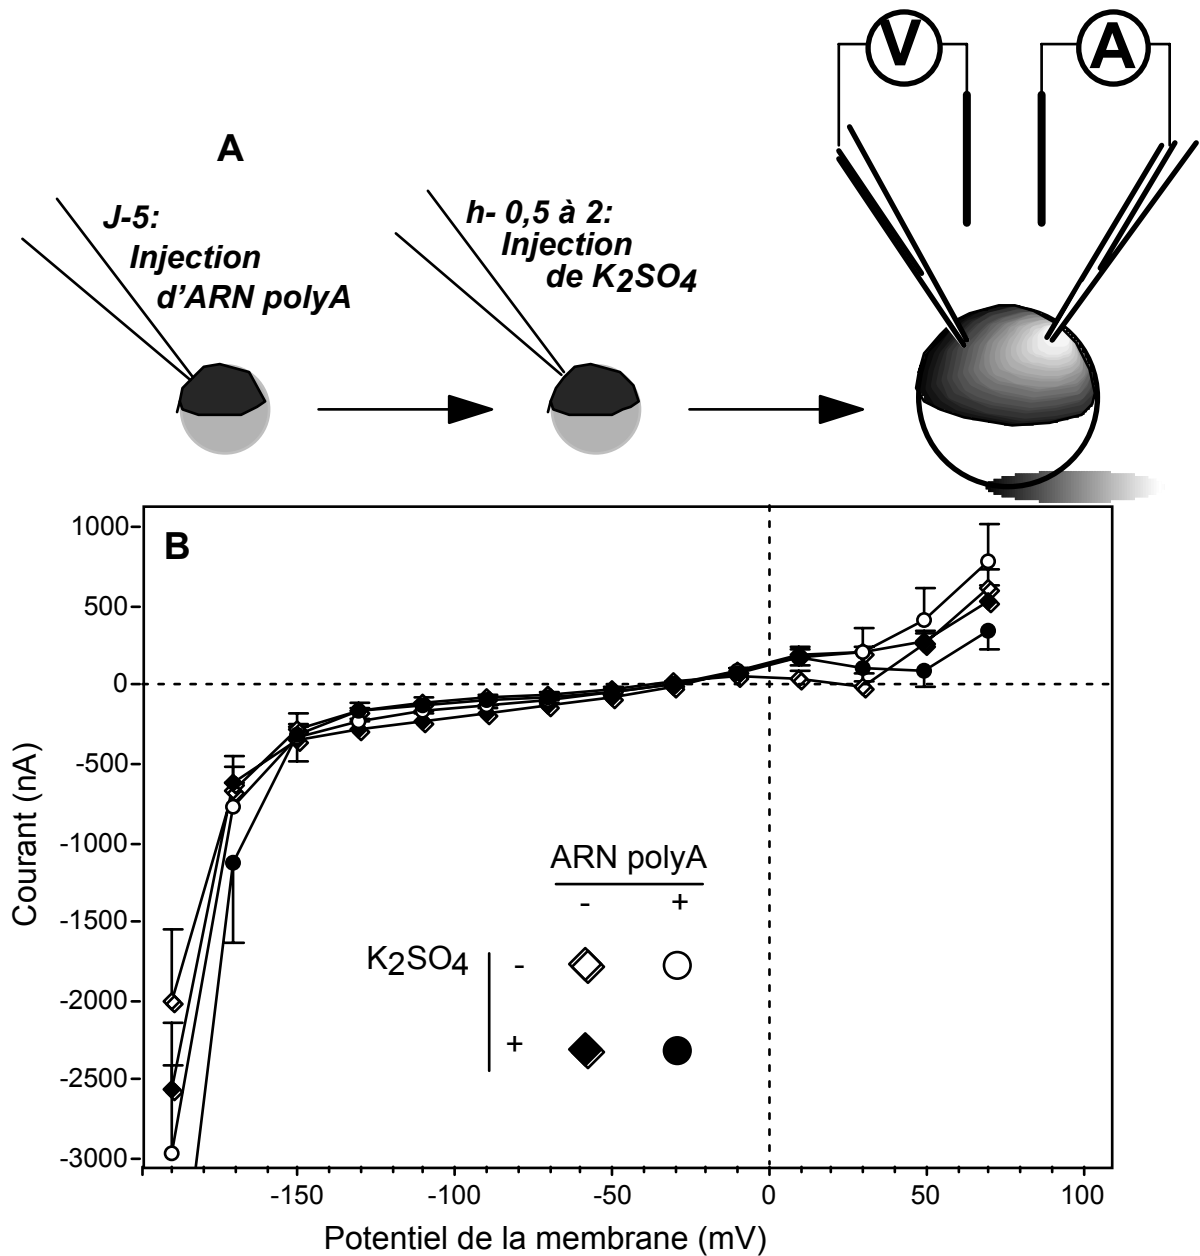 V
A
A
J-5:
Injection
d'ARN polyA
h- 0,5 à 2:
Injection
de K2SO4
B
1000
500
0
-500
-1000
-1500
-2000
-2500
-3000
Courant (nA)
ARN polyA
- +
K2SO4
-
+
-150 -100 -50 0 50 100
Potentiel de la membrane (mV)